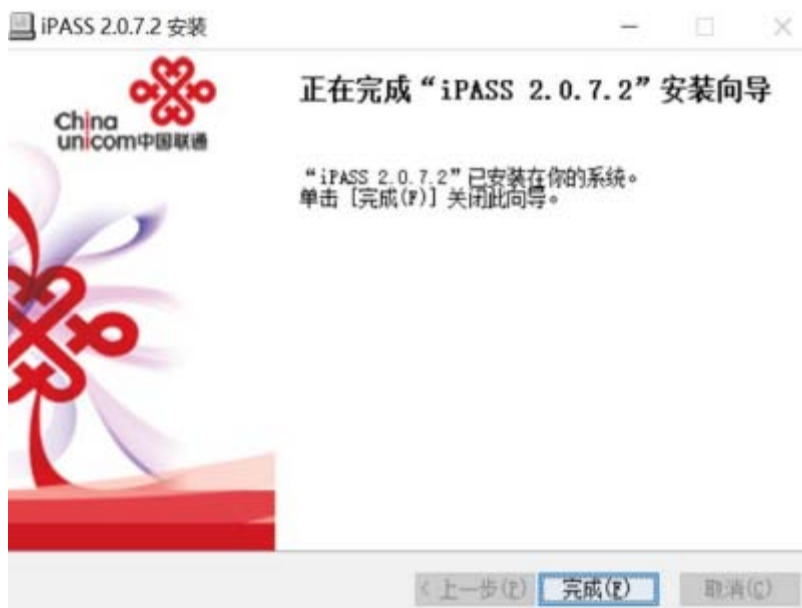 iPASS 2.0.7.2 安装
China
unicom中国联通
正在完成“iPASS 2.0.7.2”安装向导
“iPASS 2.0.7.2”已安装在你的系统。
单击 [完成(F)] 关闭此向导。
< 上一步(P) 完成(F) 取消(C)